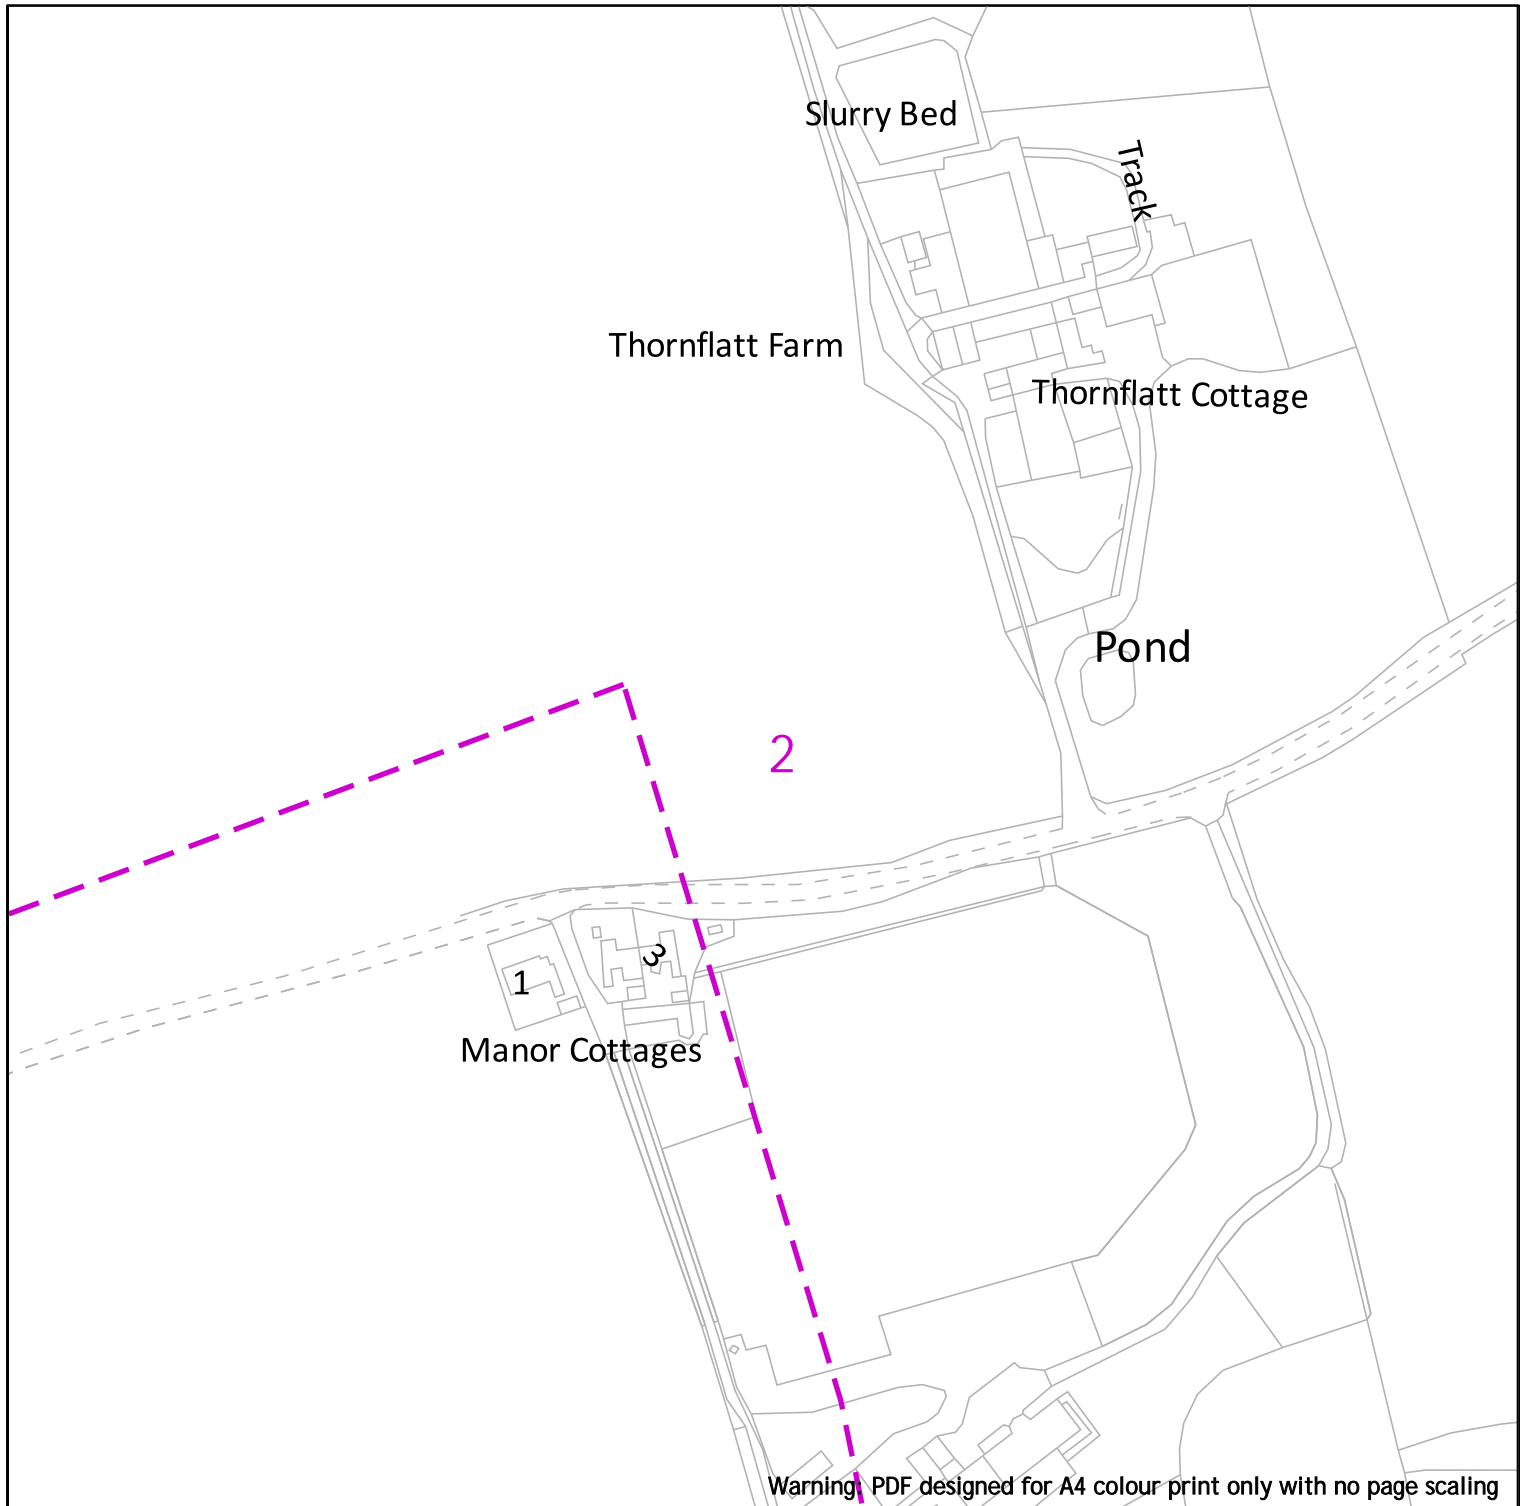 Slurry Bed
Track
Thornflatt Farm
Thornflatt Cottage
Pond
2
3
1
Manor Cottages
Warning: PDF designed for A4 colour print only with no page scaling